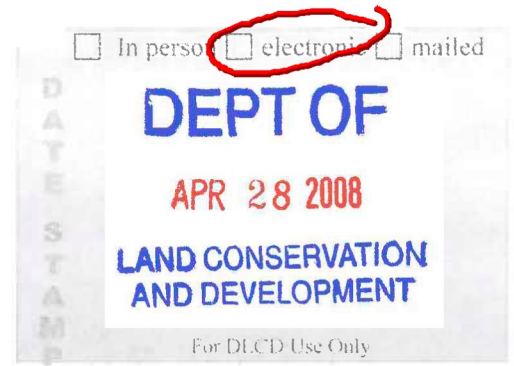 ☐ In person ☐ electronic ☐ mailed
DATE STAMP
DEPT OF
APR 28 2008
LAND CONSERVATION
AND DEVELOPMENT
For DLCD Use Only